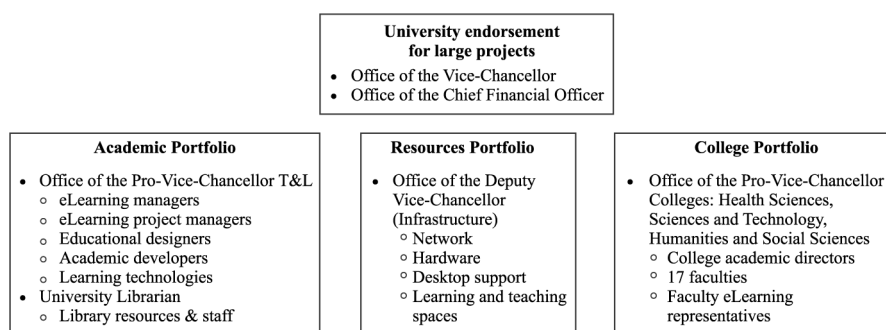 University endorsement
for large projects
• Office of the Vice-Chancellor
• Office of the Chief Financial Officer
Academic Portfolio
• Office of the Pro-Vice-Chancellor T&L
○ eLearning managers
○ eLearning project managers
○ Educational designers
○ Academic developers
○ Learning technologies
• University Librarian
○ Library resources & staff
Resources Portfolio
• Office of the Deputy
Vice-Chancellor
(Infrastructure)
○ Network
○ Hardware
○ Desktop support
○ Learning and teaching
spaces
College Portfolio
• Office of the Pro-Vice-Chancellor
Colleges: Health Sciences,
Sciences and Technology,
Humanities and Social Sciences
○ College academic directors
○ 17 faculties
○ Faculty eLearning
representatives